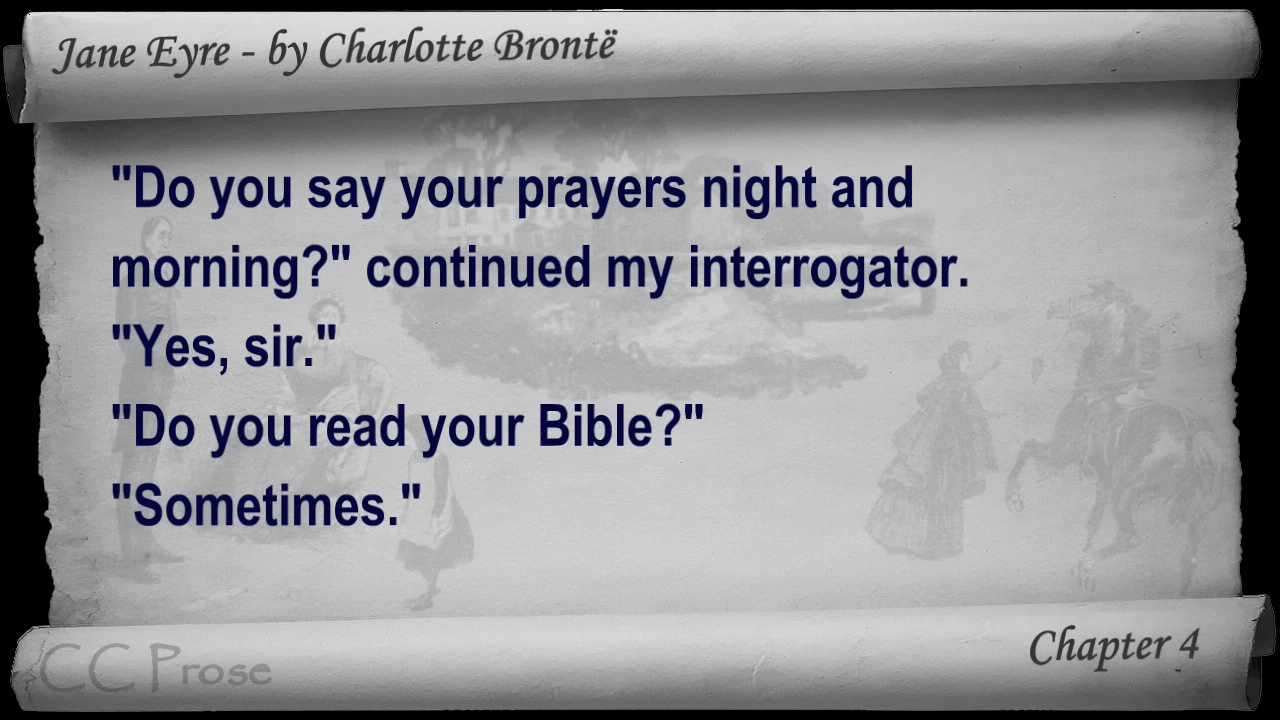 Jane Eyre - by Charlotte Brontë
"Do you say your prayers night and
morning?" continued my interrogator.
"Yes, sir."
"Do you read your Bible?"
"Sometimes."
Chapter 4
CC Prose